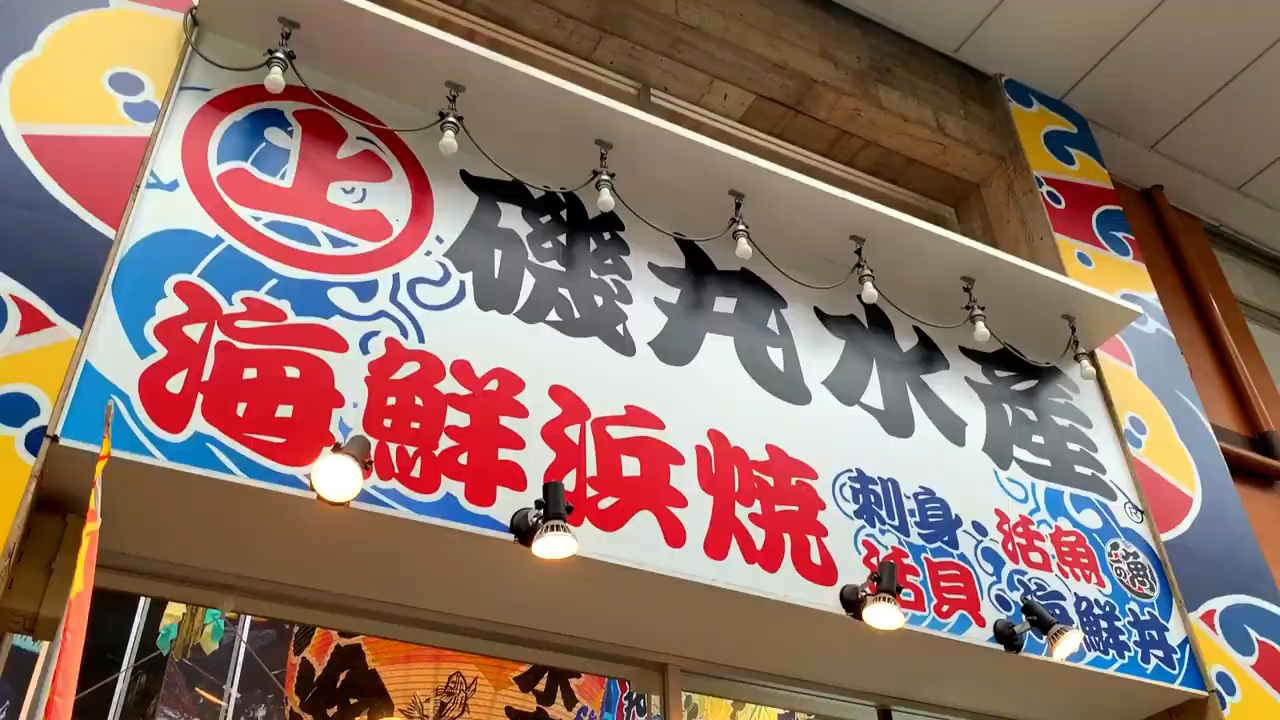 上
磯丸水産
海鮮浜焼
刺身 活魚
活貝 海鮮丼